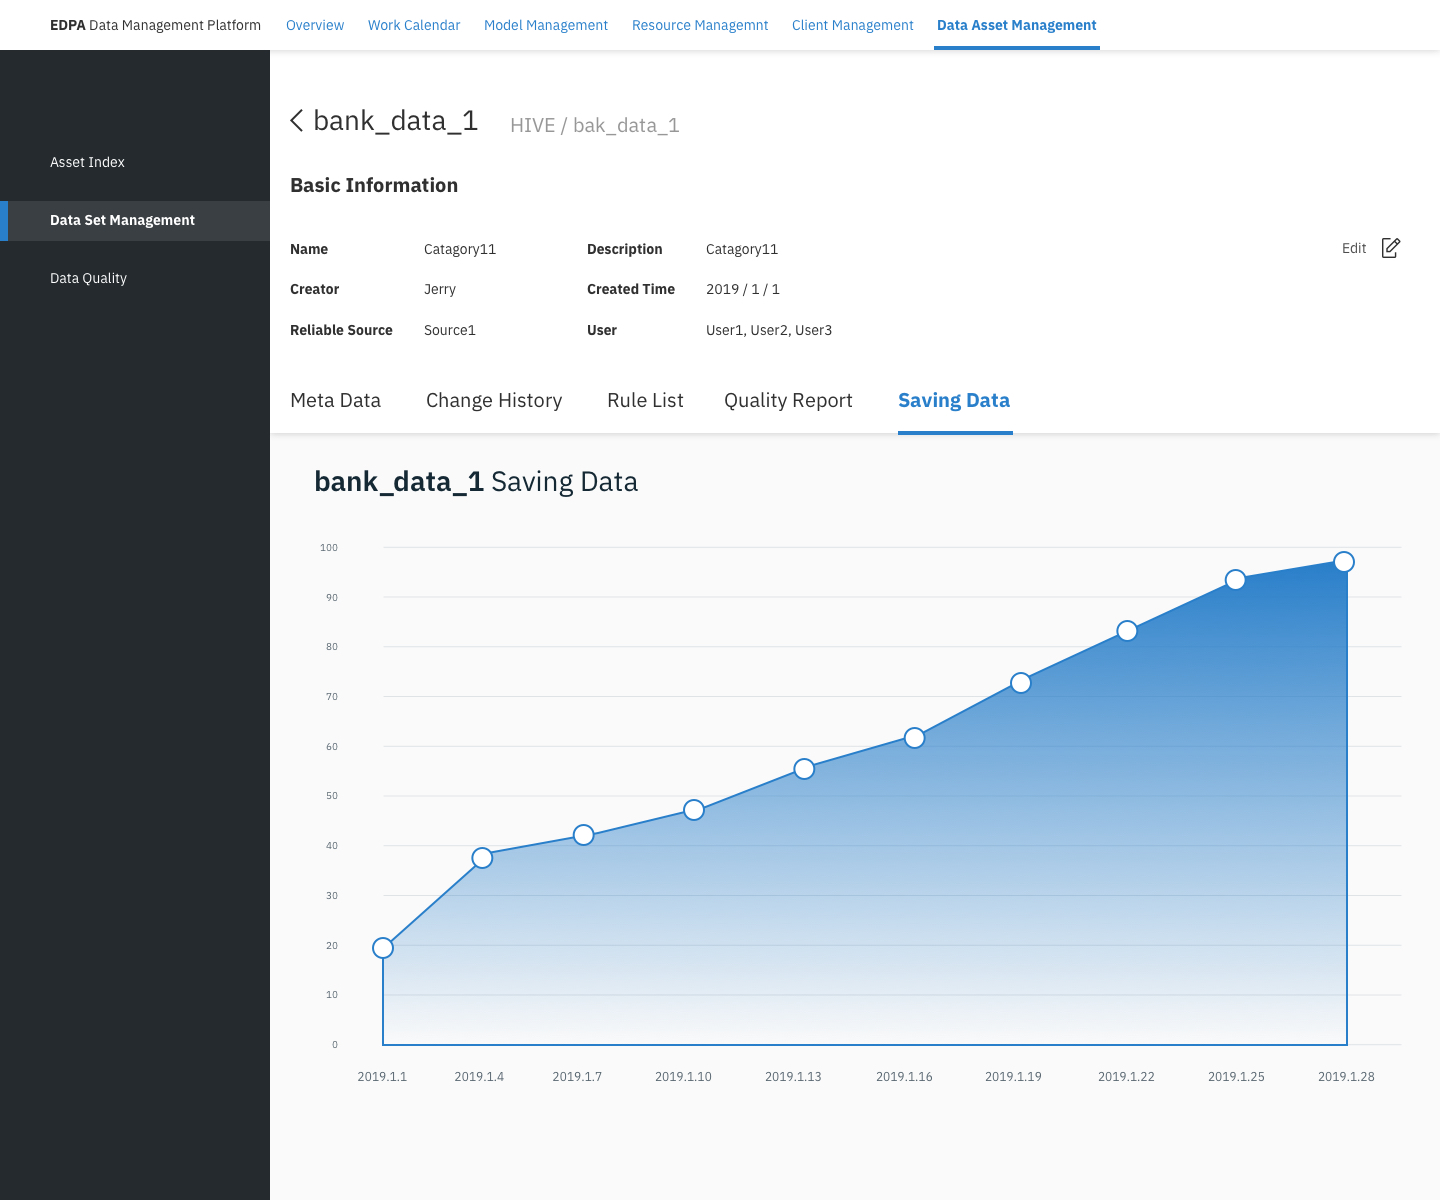 EDPA Data Management Platform Overview Work Calendar Model Management Resource Managemnt Client Management Data Asset Management
Asset Index
Data Set Management
Data Quality
bank_data_1 HIVE / bak_data_1
Basic Information
Name Catagory11 Description Catagory11 Edit
Creator Jerry Created Time 2019 / 1 / 1
Reliable Source Source1 User User1, User2, User3
Meta Data Change History Rule List Quality Report Saving Data
bank_data_1 Saving Data
100
90
80
70
60
50
40
30
20
10
0
2019.1.1 2019.1.4 2019.1.7 2019.1.10 2019.1.13 2019.1.16 2019.1.19 2019.1.22 2019.1.25 2019.1.28